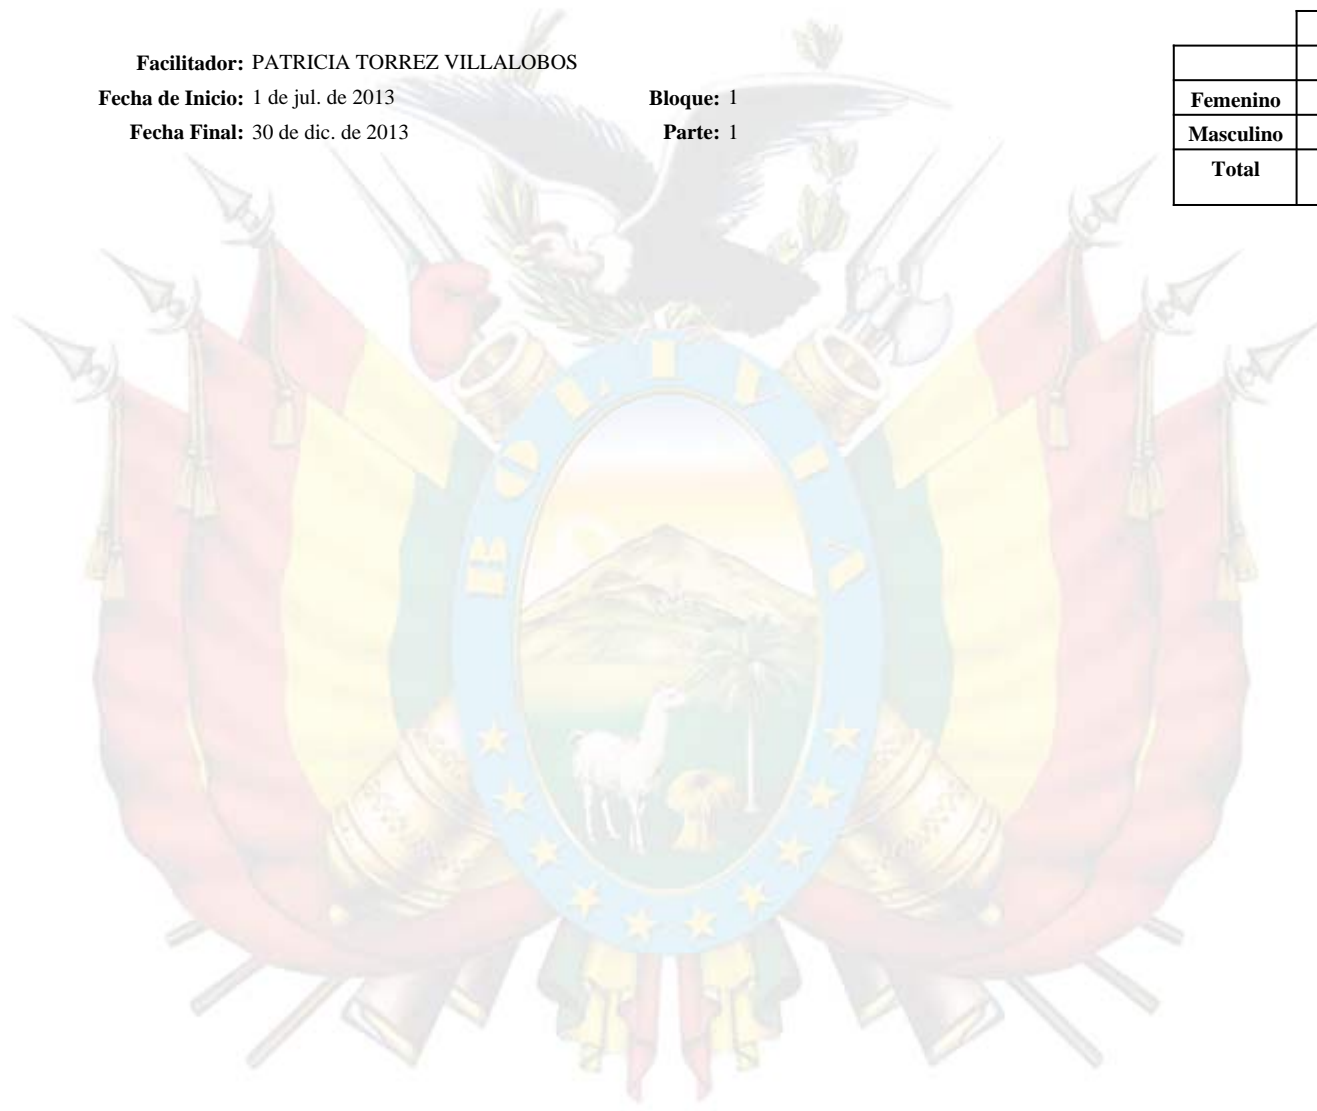 Facilitador: PATRICIA TORREZ VILLALOBOS
Fecha de Inicio: 1 de jul. de 2013 Bloque: 1
Fecha Final: 30 de dic. de 2013 Parte: 1
Femenino
Masculino
Total
BOLIVIA